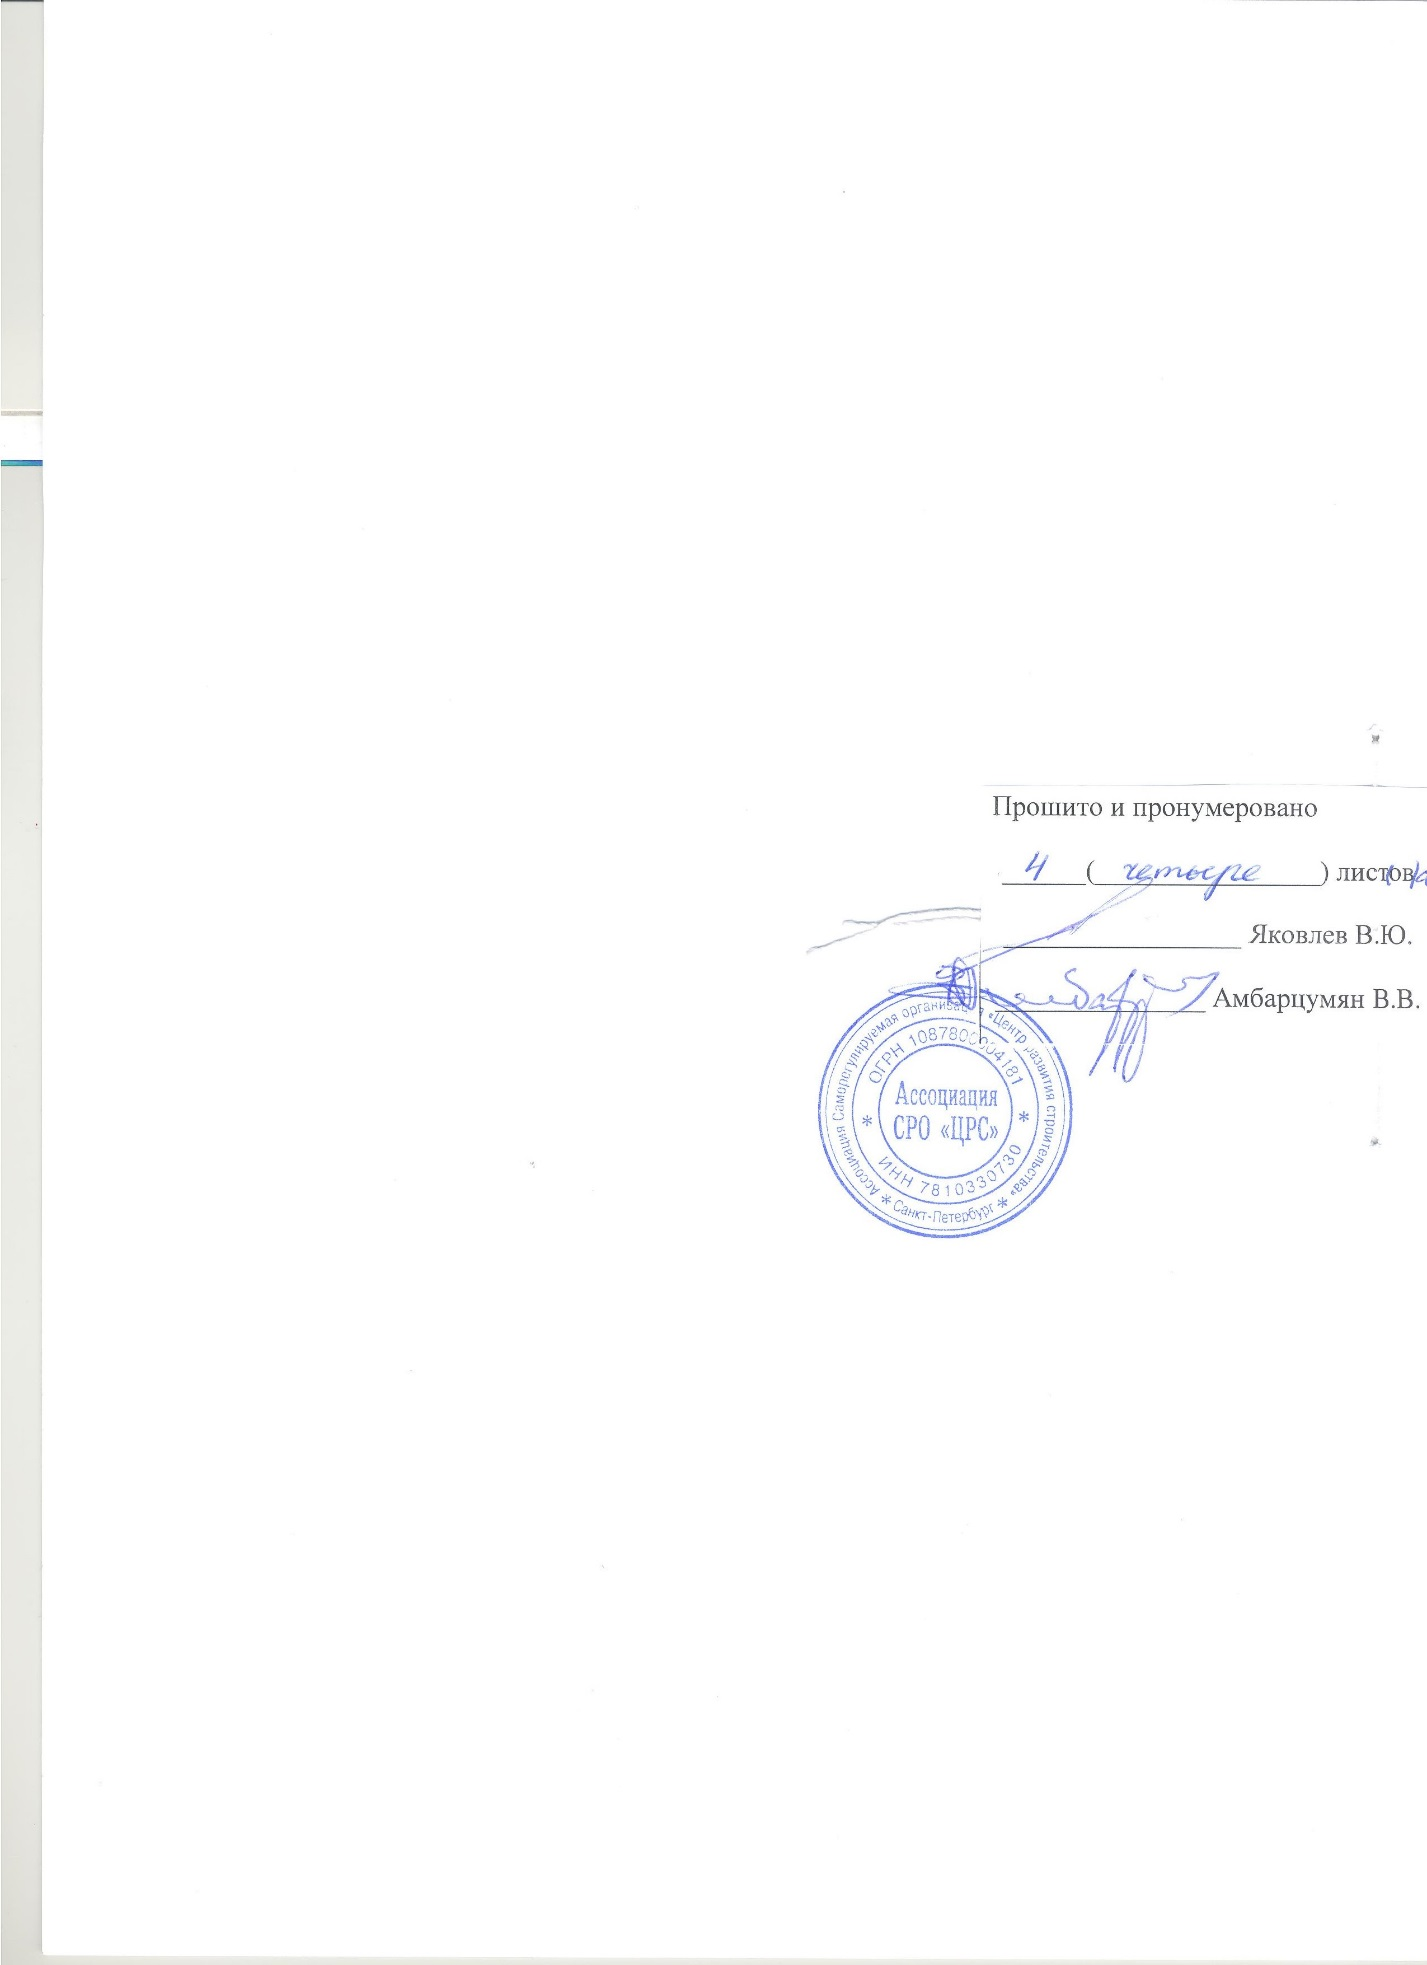 Прошито и пронумеровано
4 (четыре) листов
Яковлев В.Ю.
Амбарцумян В.В.
Ассоциация Саморегулируемая организация «Центр развития строительства»
Санкт-Петербург
ОГРН 1087800004181
Ассоциация
СРО «ЦРС»
ИНН 7810330730